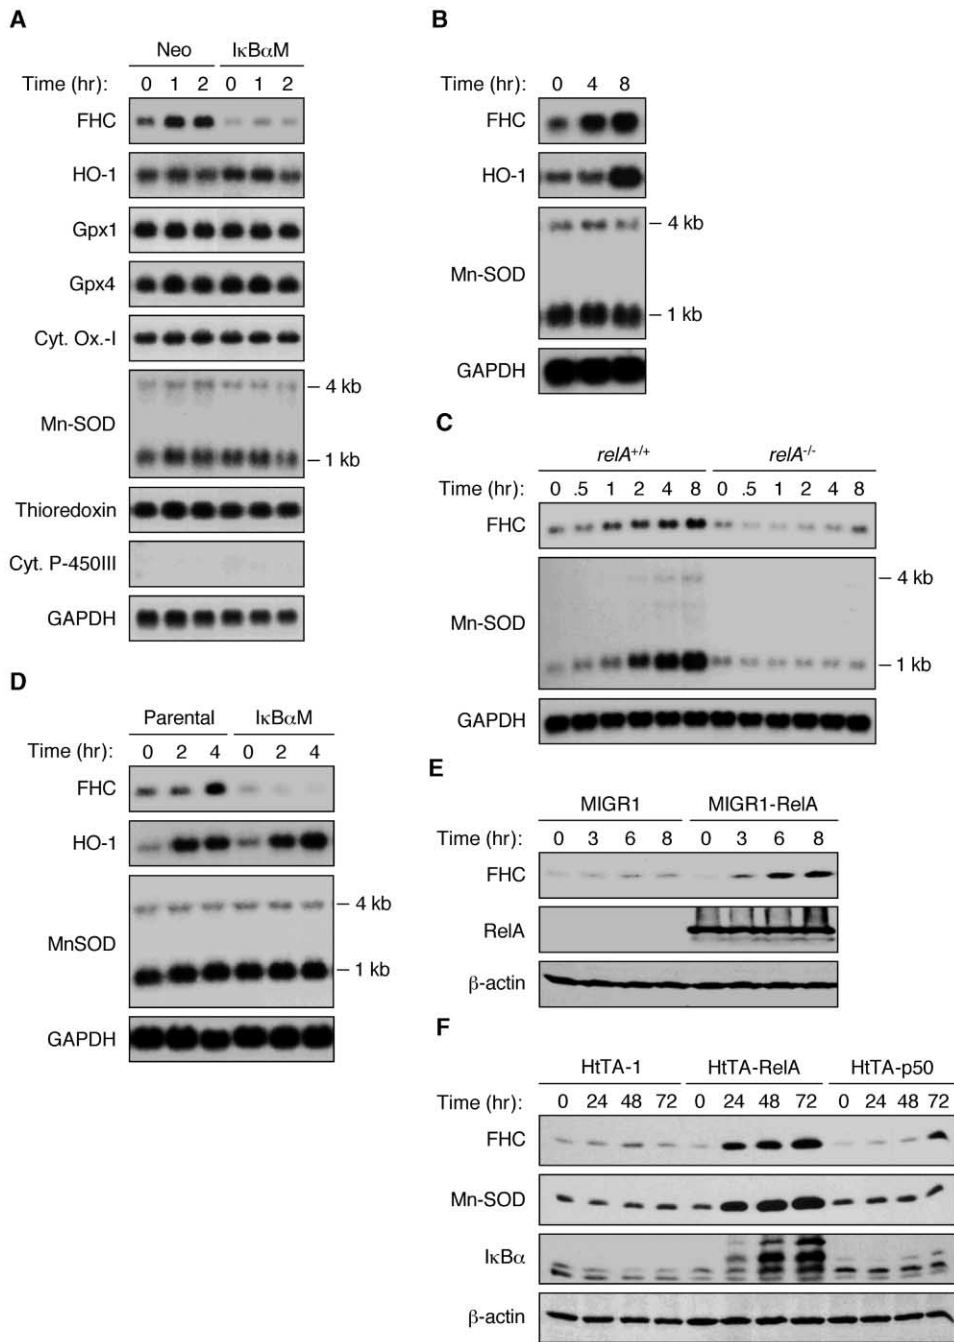 A
Neo IκBαM
Time (hr): 0 1 2 0 1 2
FHC
HO-1
Gpx1
Gpx4
Cyt. Ox.-I
– 4 kb
Mn-SOD
– 1 kb
Thioredoxin
Cyt. P-450III
GAPDH
B
Time (hr): 0 4 8
FHC
HO-1
– 4 kb
Mn-SOD
– 1 kb
GAPDH
C
relA+/+ relA-/-
Time (hr): 0 .5 1 2 4 8 0 .5 1 2 4 8
FHC
– 4 kb
Mn-SOD
– 1 kb
GAPDH
D
Parental IκBαM
Time (hr): 0 2 4 0 2 4
FHC
HO-1
– 4 kb
MnSOD
– 1 kb
GAPDH
E
MIGR1 MIGR1-RelA
Time (hr): 0 3 6 8 0 3 6 8
FHC
RelA
β-actin
F
HtTA-1 HtTA-RelA HtTA-p50
Time (hr): 0 24 48 72 0 24 48 72 0 24 48 72
FHC
Mn-SOD
IκBα
β-actin